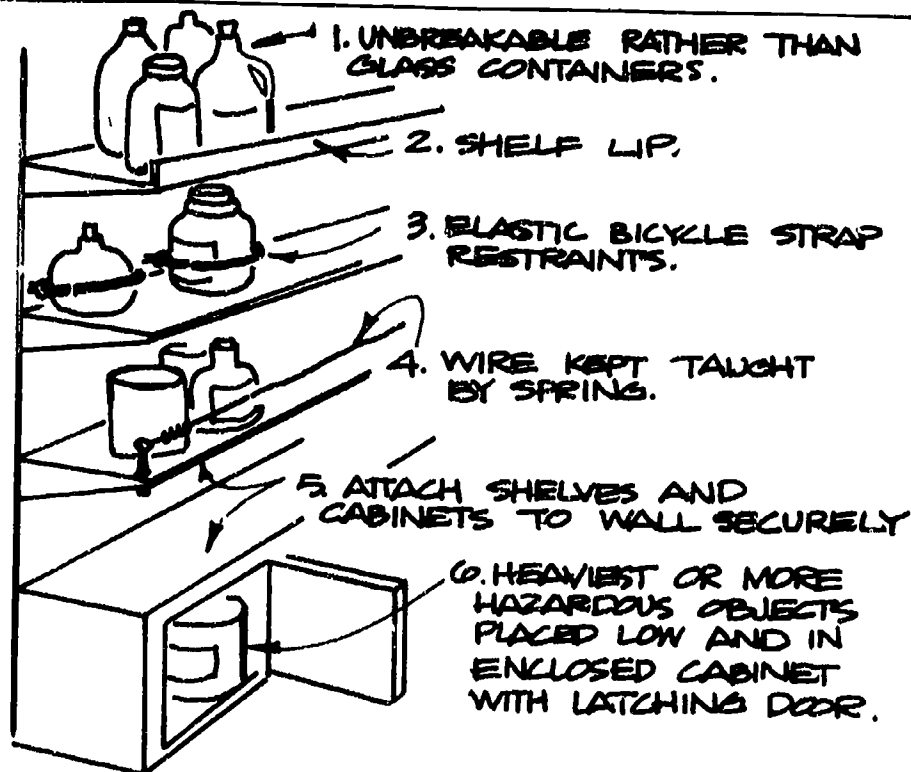 1. UNBREAKABLE RATHER THAN
GLASS CONTAINERS.
2. SHELF LIP.
3. ELASTIC BICYCLE STRAP
RESTRAINTS.
4. WIRE KEPT TAUGHT
BY SPRING.
5. ATTACH SHELVES AND
CABINETS TO WALL SECURELY
6. HEAVIEST OR MORE
HAZARDOUS OBJECTS
PLACED LOW AND IN
ENCLOSED CABINET
WITH LATCHING DOOR.